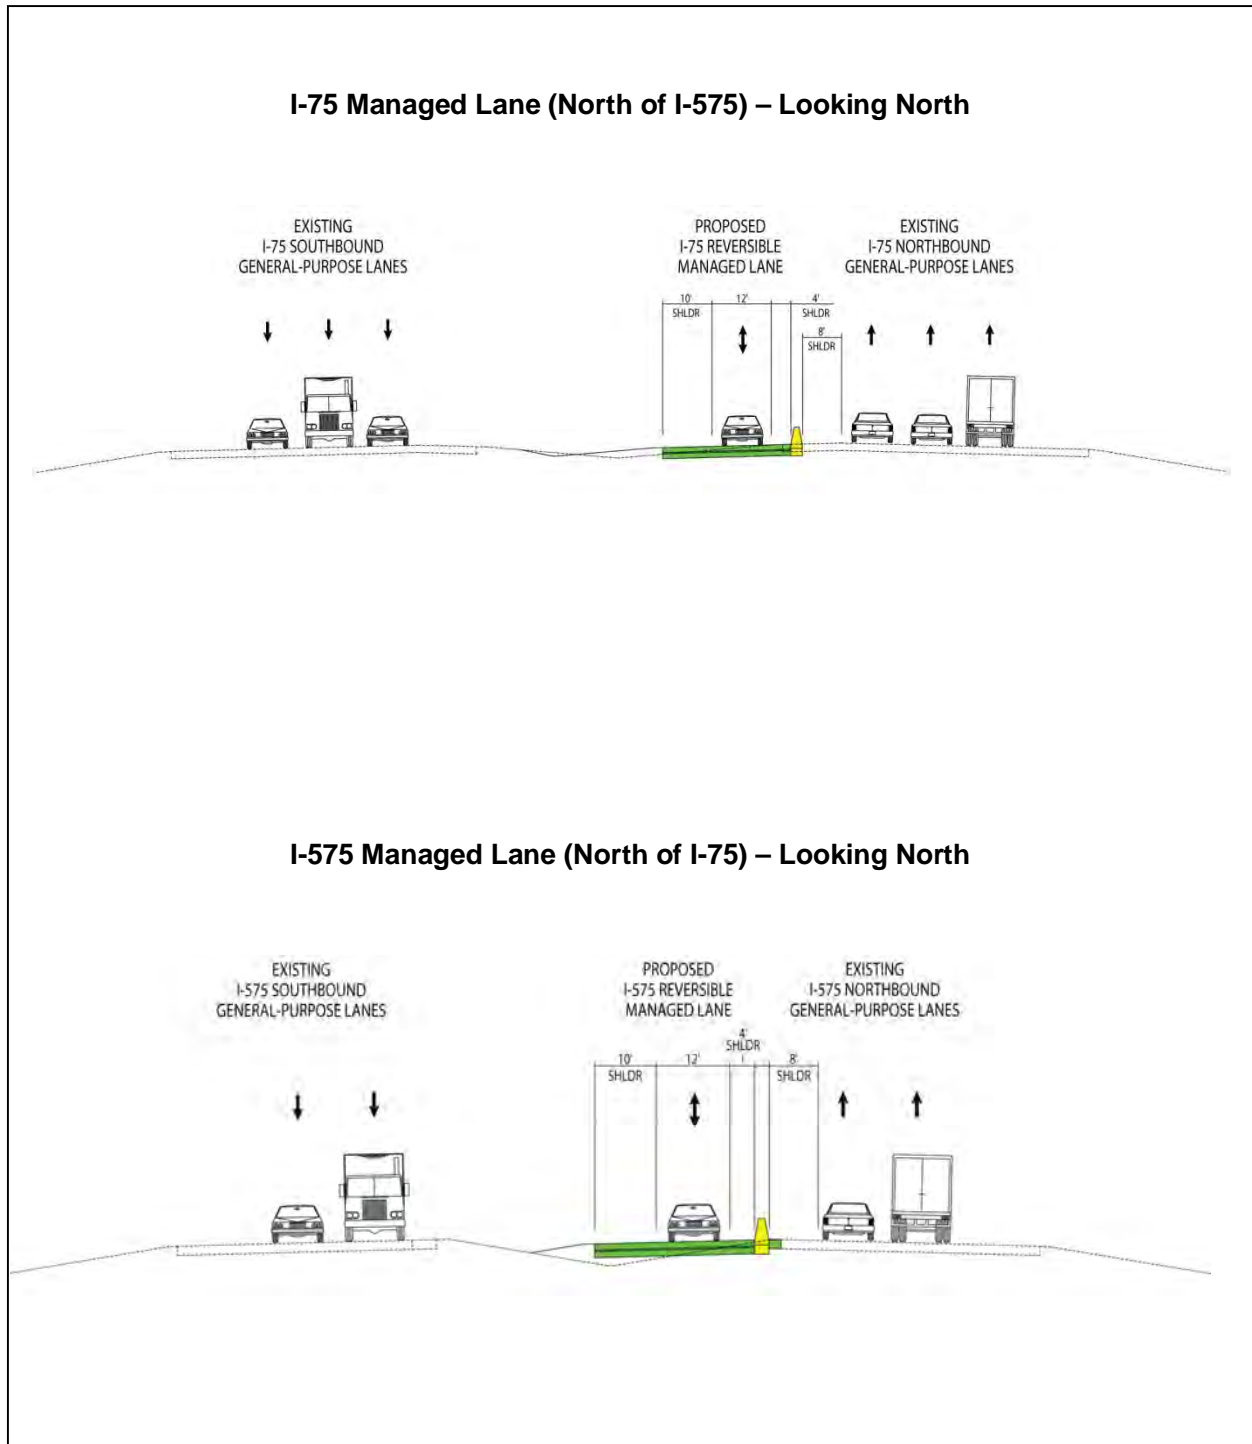 I-75 Managed Lane (North of I-575) – Looking North
EXISTING
I-75 SOUTHBOUND
GENERAL-PURPOSE LANES
PROPOSED
I-75 REVERSIBLE
MANAGED LANE
EXISTING
I-75 NORTHBOUND
GENERAL-PURPOSE LANES
10' 12' 4'
SHLDR SHLDR
8'
SHLDR
I-575 Managed Lane (North of I-75) – Looking North
EXISTING
I-575 SOUTHBOUND
GENERAL-PURPOSE LANES
PROPOSED
I-575 REVERSIBLE
MANAGED LANE
EXISTING
I-575 NORTHBOUND
GENERAL-PURPOSE LANES
4'
SHLDR
10' 12' 8'
SHLDR SHLDR